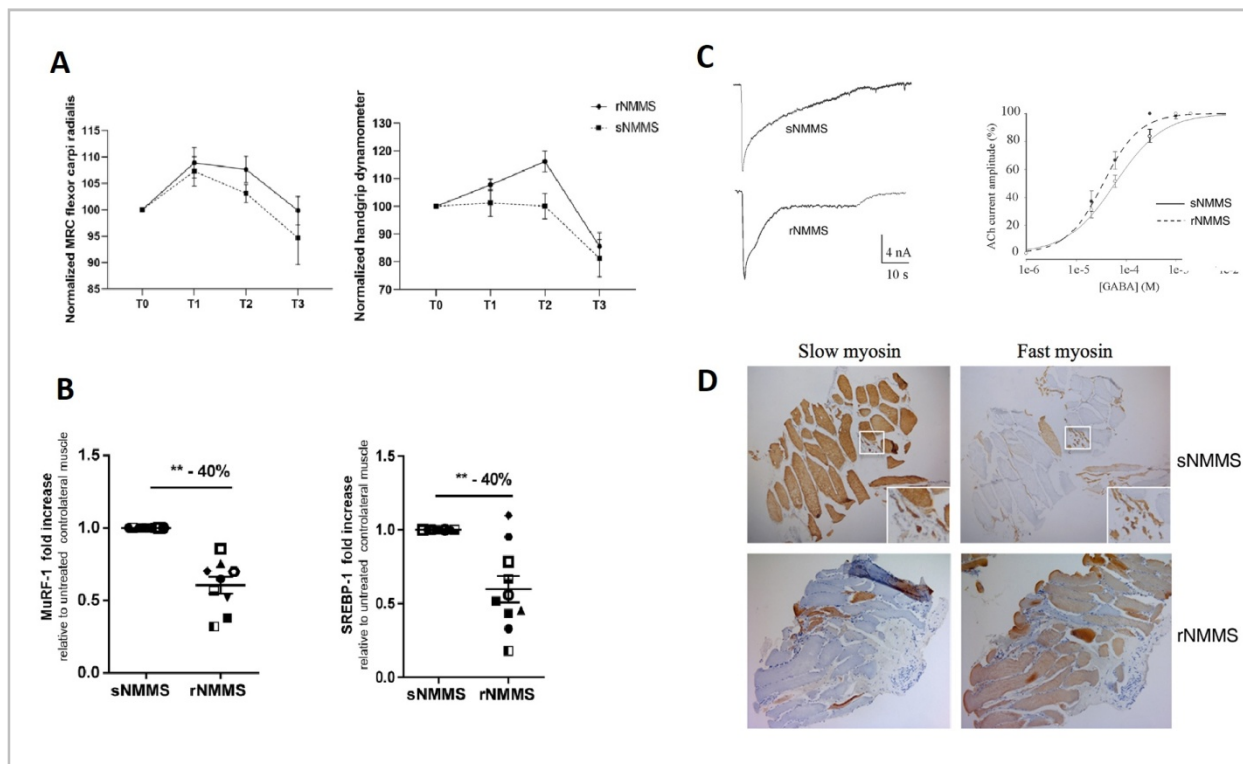 A
Normalized MRC flexor carpi radialis
115
110
105
100
95
90
85
T0
T1
T2
T3
Normalized handgrip dynamometer
130
120
110
100
90
80
70
T0
T1
T2
T3
rNMMS
sNMMS
B
MuRF-1 fold increase
relative to untreated controlateral muscle
1.5
1.0
0.5
0.0
** - 40%
sNMMS
rNMMS
SREBP-1 fold increase
relative to untreated controlateral muscle
1.5
1.0
0.5
0.0
** - 40%
sNMMS
rNMMS
C
sNMMS
rNMMS
4 nA
10 s
ACh current amplitude (%)
100
80
60
40
20
0
1e-6
1e-5
1e-4
[GABA] (M)
sNMMS
rNMMS
D
Slow myosin
Fast myosin
sNMMS
rNMMS